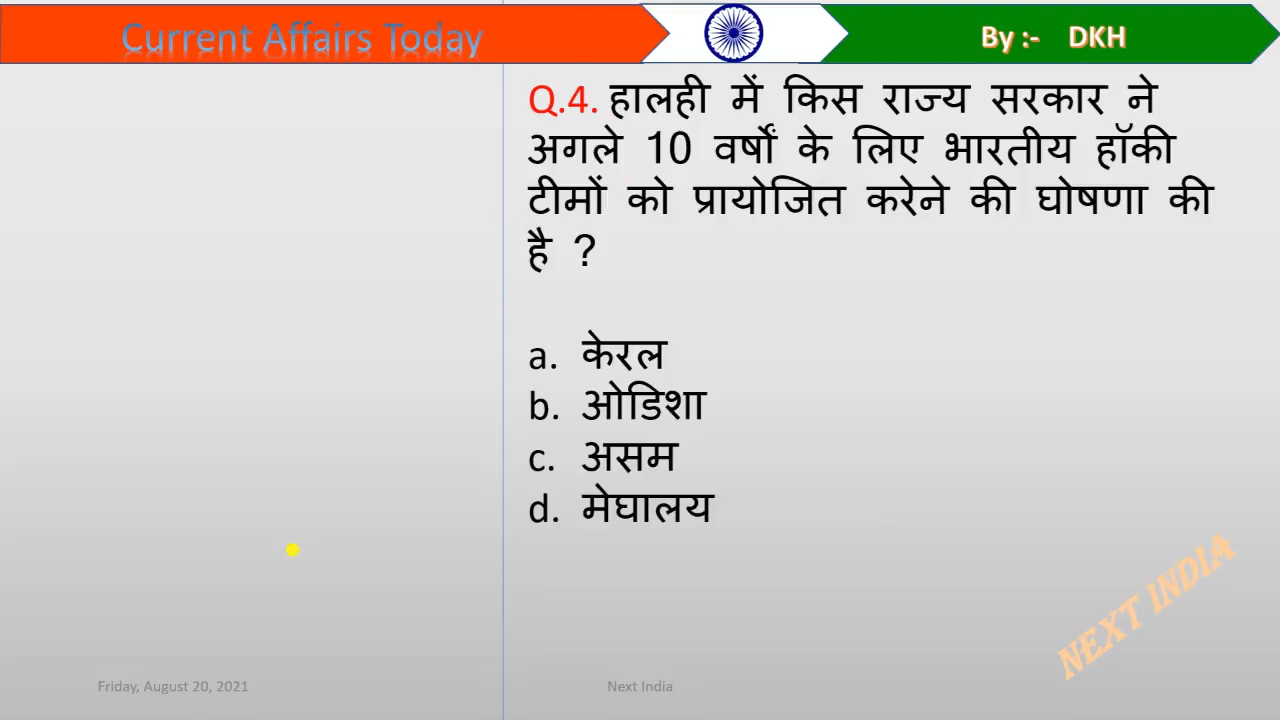 Current Affairs Today
By :- DKH
Q.4. हालही में किस राज्य सरकार ने
अगले 10 वर्षों के लिए भारतीय हॉकी
टीमों को प्रायोजित करेने की घोषणा की
है ?
a. केरल
b. ओडिशा
c. असम
d. मेघालय
NEXT INDIA
Friday, August 20, 2021
Next India